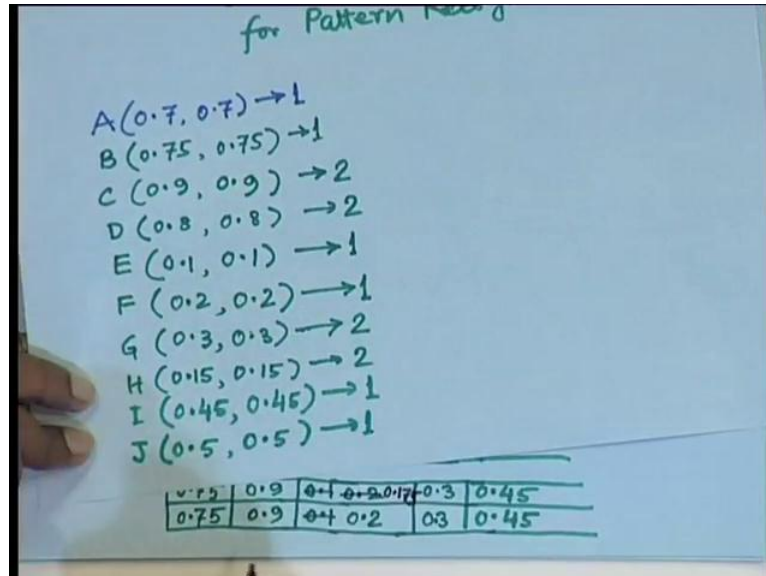 for Pattern
A (0.7, 0.7) → 1
B (0.75, 0.75) → 1
C (0.9, 0.9) → 2
D (0.8, 0.8) → 2
E (0.1, 0.1) → 1
F (0.2, 0.2) → 1
G (0.3, 0.3) → 2
H (0.15, 0.15) → 2
I (0.45, 0.45) → 1
J (0.5, 0.5) → 1
0.9 0.3 0.45
0.75 0.9 0.2 0.3 0.45